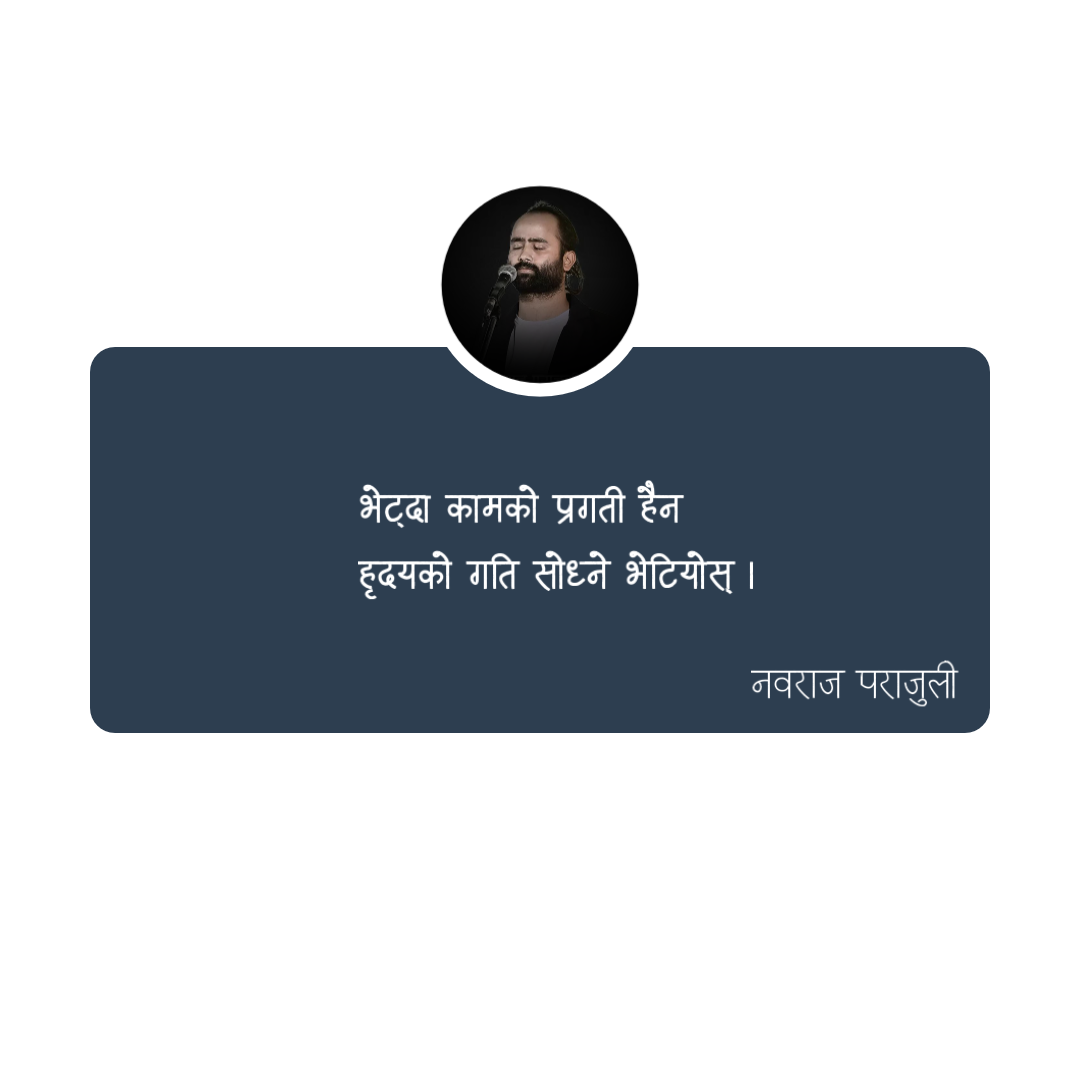 भेट्दा कामको प्रगती हैन
हृदयको गति सोध्ने भेटियोस् ।
नवराज पराजुली